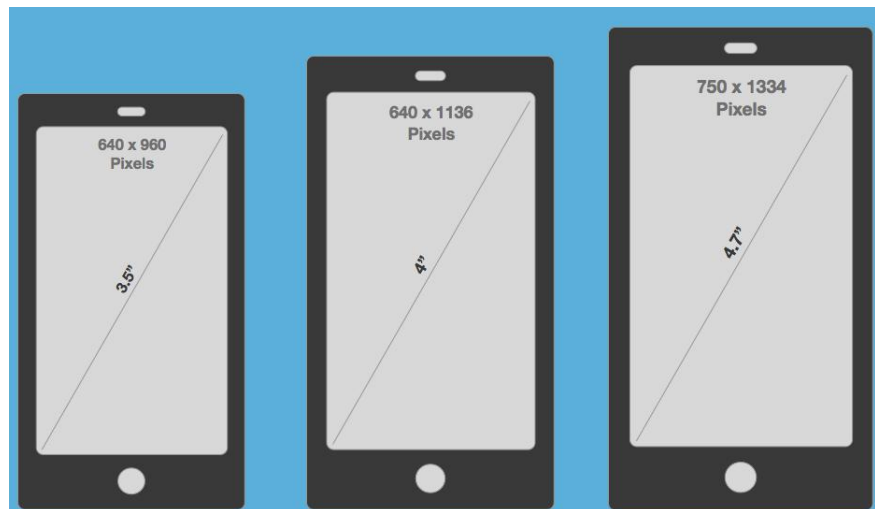 640 x 960
Pixels
3.5”
640 x 1136
Pixels
4”
750 x 1334
Pixels
4.7”